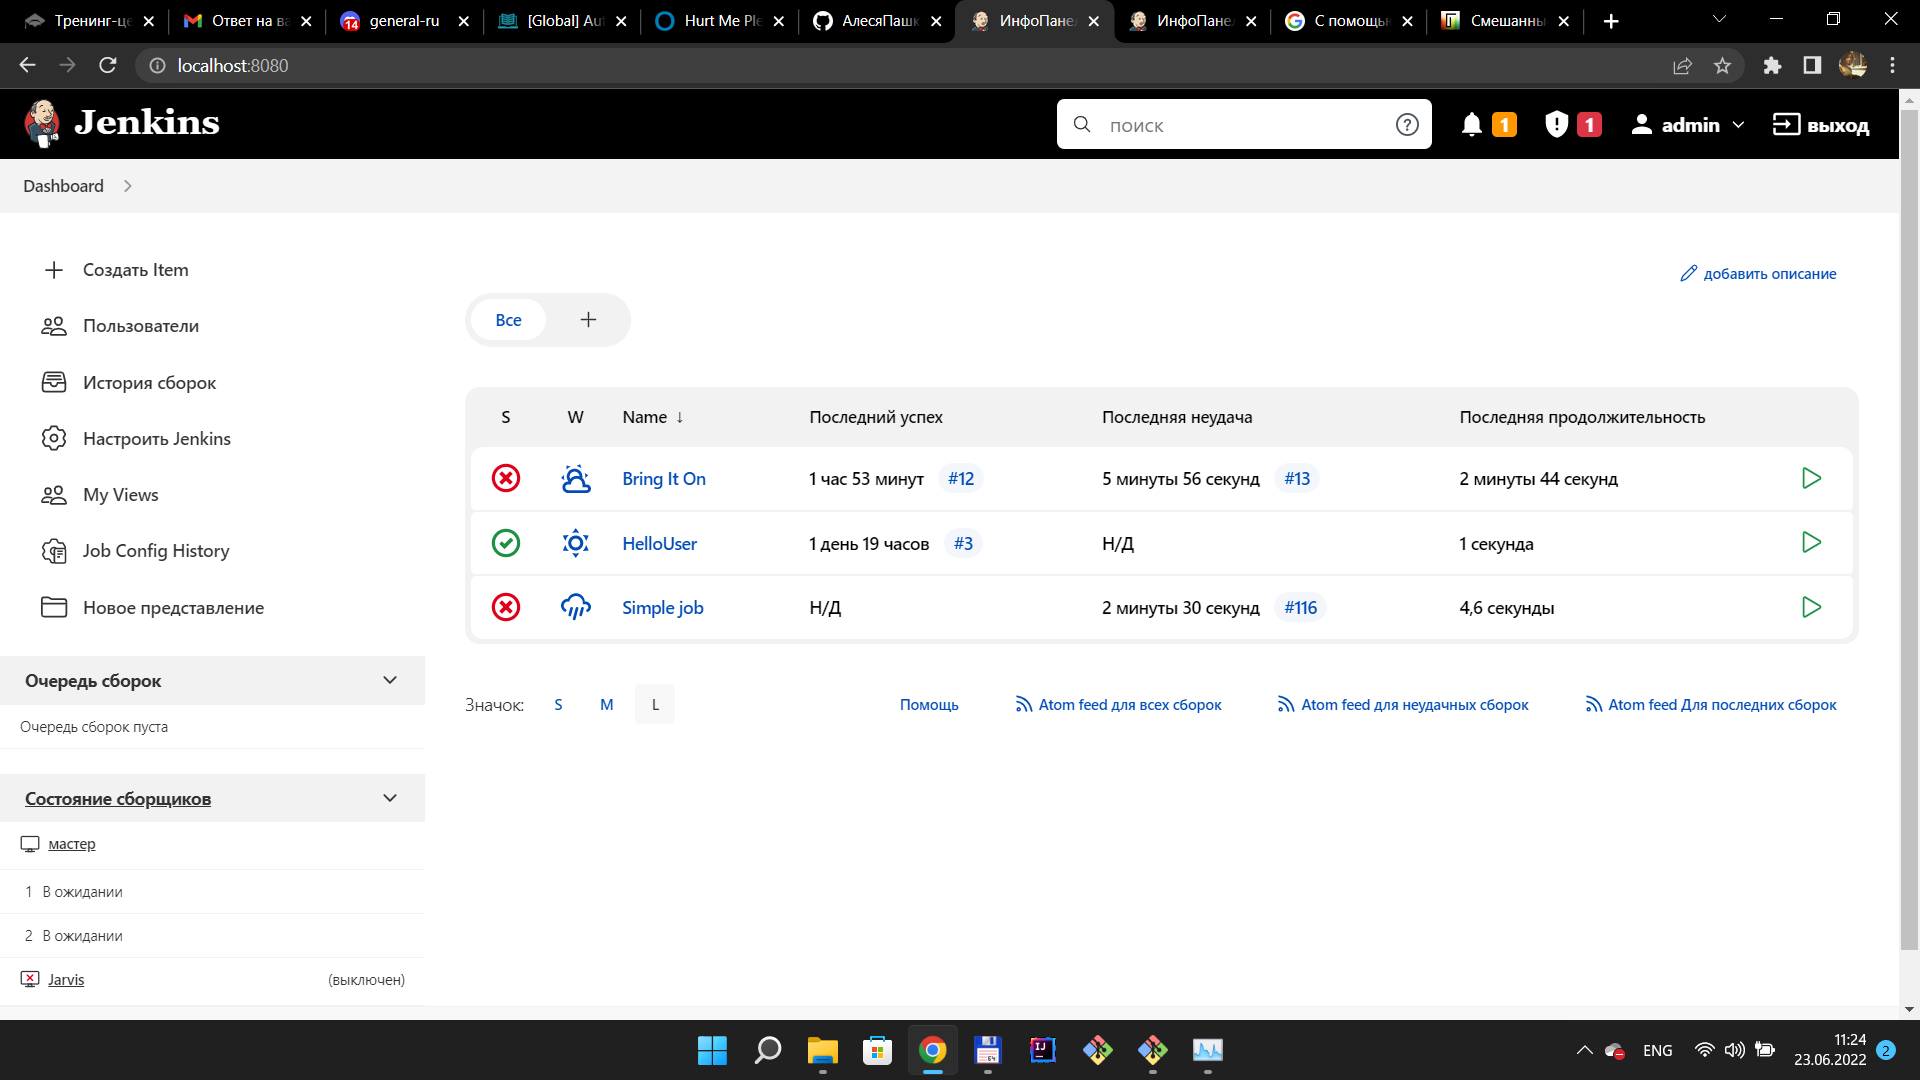 Тренинг-це
Ответ на ва
14
general-ru
[Global] Au
Hurt Me Ple
АлесяПашк
ИнфоПанел
ИнфоПанел
С помощью
Смешанны
localhost:8080
Jenkins
поиск
1
1
admin
выход
Dashboard
Создать Item
Пользователи
История сборок
Настроить Jenkins
My Views
Job Config History
Новое представление
добавить описание
Все
S W Name ↓ Последний успех Последняя неудача Последняя продолжительность
Bring It On 1 час 53 минут #12 5 минуты 56 секунд #13 2 минуты 44 секунд
HelloUser 1 день 19 часов #3 Н/Д 1 секунда
Simple job Н/Д 2 минуты 30 секунд #116 4,6 секунды
Значок: S M L
Помощь
Atom feed для всех сборок
Atom feed для неудачных сборок
Atom feed Для последних сборок
Очередь сборок
Очередь сборок пуста
Состояние сборщиков
мастер
1 В ожидании
2 В ожидании
Jarvis (выключен)
64
IJ
ENG
11:24
23.06.2022
2